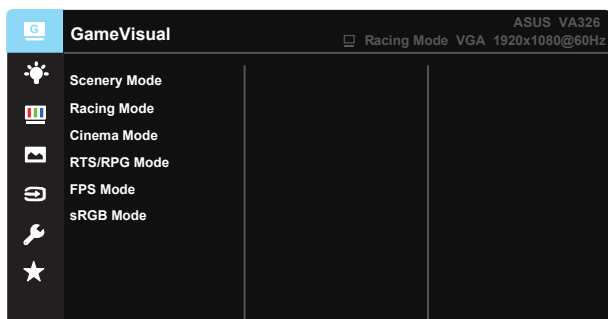 G
GameVisual
ASUS VA326
Racing Mode VGA 1920x1080@60Hz
Scenery Mode
Racing Mode
Cinema Mode
RTS/RPG Mode
FPS Mode
sRGB Mode